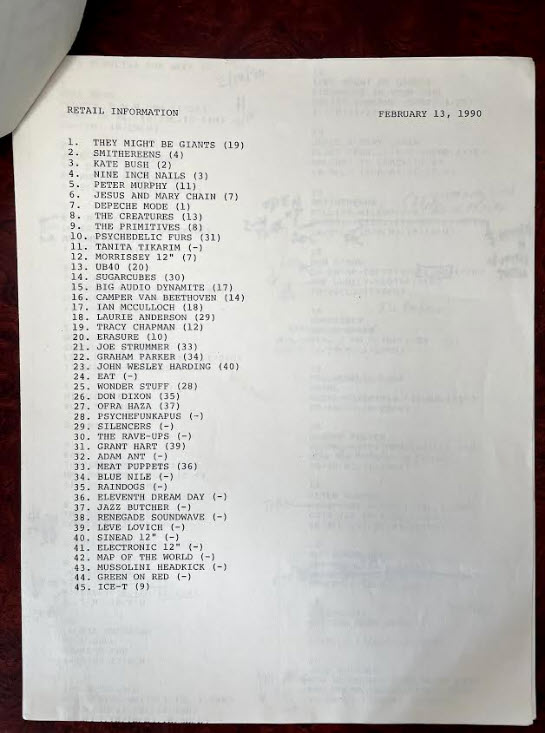 RETAIL INFORMATION FEBRUARY 13, 1990
1. THEY MIGHT BE GIANTS (19)
2. SMITHEREENS (4)
3. KATE BUSH (2)
4. NINE INCH NAILS (3)
5. PETER MURPHY (11)
6. JESUS AND MARY CHAIN (7)
7. DEPECHE MODE (1)
8. THE CREATURES (13)
9. THE PRIMITIVES (8)
10. PSYCHEDELIC FURS (31)
11. TANITA TIKARIM (-)
12. MORRISSEY 12" (7)
13. UB40 (20)
14. SUGARCUBES (30)
15. BIG AUDIO DYNAMITE (17)
16. CAMPER VAN BEETHOVEN (14)
17. IAN MCCULLOCH (18)
18. LAURIE ANDERSON (29)
19. TRACY CHAPMAN (12)
20. ERASURE (10)
21. JOE STRUMMER (33)
22. GRAHAM PARKER (34)
23. JOHN WESLEY HARDING (40)
24. EAT (-)
25. WONDER STUFF (28)
26. DON DIXON (35)
27. OFRA HAZA (37)
28. PSYCHEFUNKAPUS (-)
29. SILENCERS (-)
30. THE RAVE-UPS (-)
31. GRANT HART (39)
32. ADAM ANT (-)
33. MEAT PUPPETS (36)
34. BLUE NILE (-)
35. RAINDOGS (-)
36. ELEVENTH DREAM DAY (-)
37. JAZZ BUTCHER (-)
38. RENEGADE SOUNDWAVE (-)
39. LEVE LOVICH (-)
40. SINEAD 12" (-)
41. ELECTRONIC 12" (-)
42. MAP OF THE WORLD (-)
43. MUSSOLINI HEADKICK (-)
44. GREEN ON RED (-)
45. ICE-T (9)